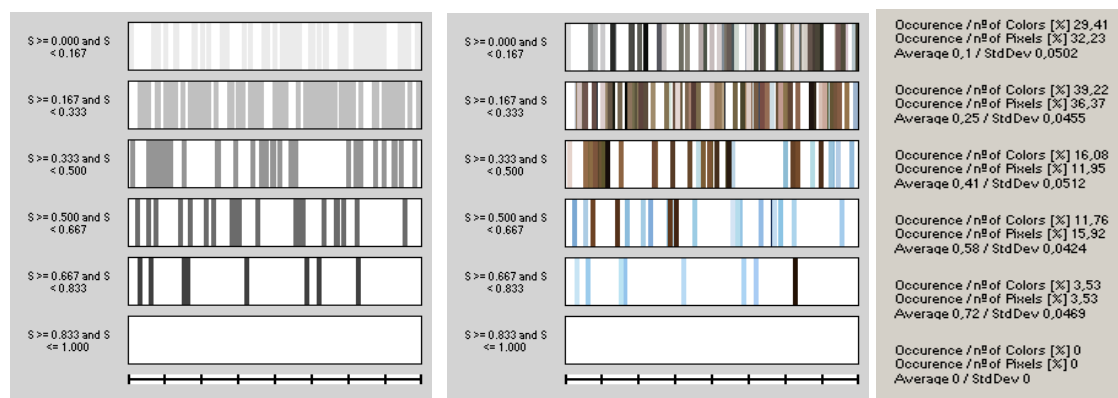 S >= 0.000 and S
< 0.167
S >= 0.167 and S
< 0.333
S >= 0.333 and S
< 0.500
S >= 0.500 and S
< 0.667
S >= 0.667 and S
< 0.833
S >= 0.833 and S
<= 1.000
S >= 0.000 and S
< 0.167
S >= 0.167 and S
< 0.333
S >= 0.333 and S
< 0.500
S >= 0.500 and S
< 0.667
S >= 0.667 and S
< 0.833
S >= 0.833 and S
<= 1.000
Occurence / nº of Colors [%] 29,41
Occurence / nº of Pixels [%] 32,23
Average 0,1 / StdDev 0,0502
Occurence / nº of Colors [%] 39,22
Occurence / nº of Pixels [%] 36,37
Average 0,25 / StdDev 0,0455
Occurence / nº of Colors [%] 16,08
Occurence / nº of Pixels [%] 11,95
Average 0,41 / StdDev 0,0512
Occurence / nº of Colors [%] 11,76
Occurence / nº of Pixels [%] 15,92
Average 0,58 / StdDev 0,0424
Occurence / nº of Colors [%] 3,53
Occurence / nº of Pixels [%] 3,53
Average 0,72 / StdDev 0,0469
Occurence / nº of Colors [%] 0
Occurence / nº of Pixels [%] 0
Average 0 / StdDev 0